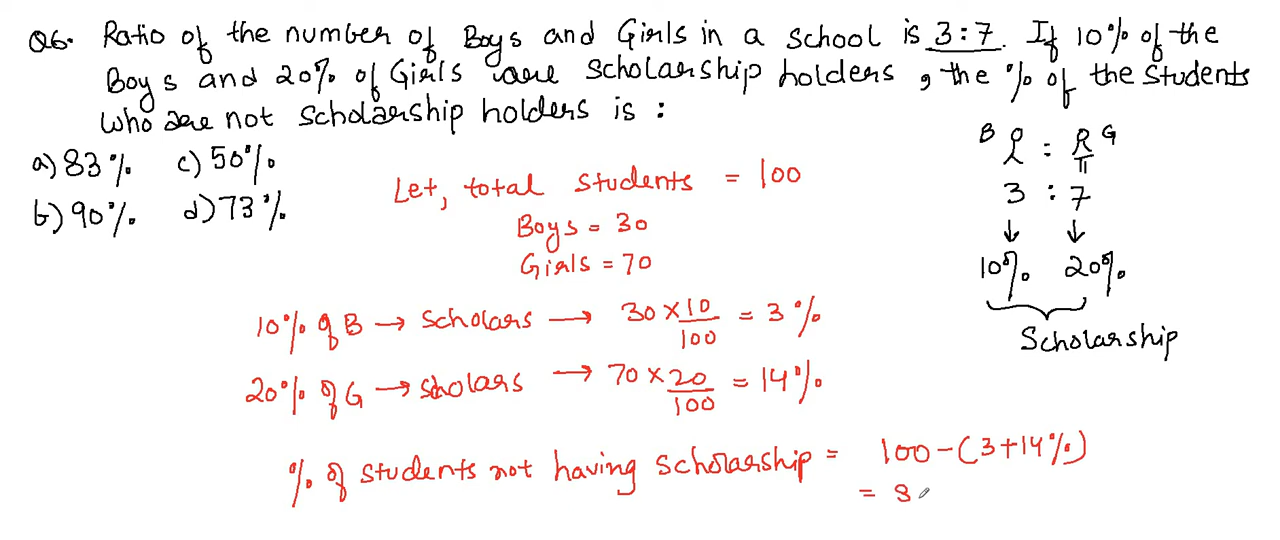 Q6. Ratio of the number of Boys and Girls in a school is 3:7. If 10% of the
Boys and 20% of Girls are scholarship holders, the % of the students
who are not scholarship holders is :
a) 83% c) 50%
b) 90% d) 73%
B : G
3 : 7
↓ ↓
10% 20%
Scholarship
Let, total students = 100
Boys = 30
Girls = 70
10% of B → scholars → 30 × 10/100 = 3%
20% of G → sholars → 70 × 20/100 = 14%
% of students not having scholarship = 100 - (3+14%)
= 8